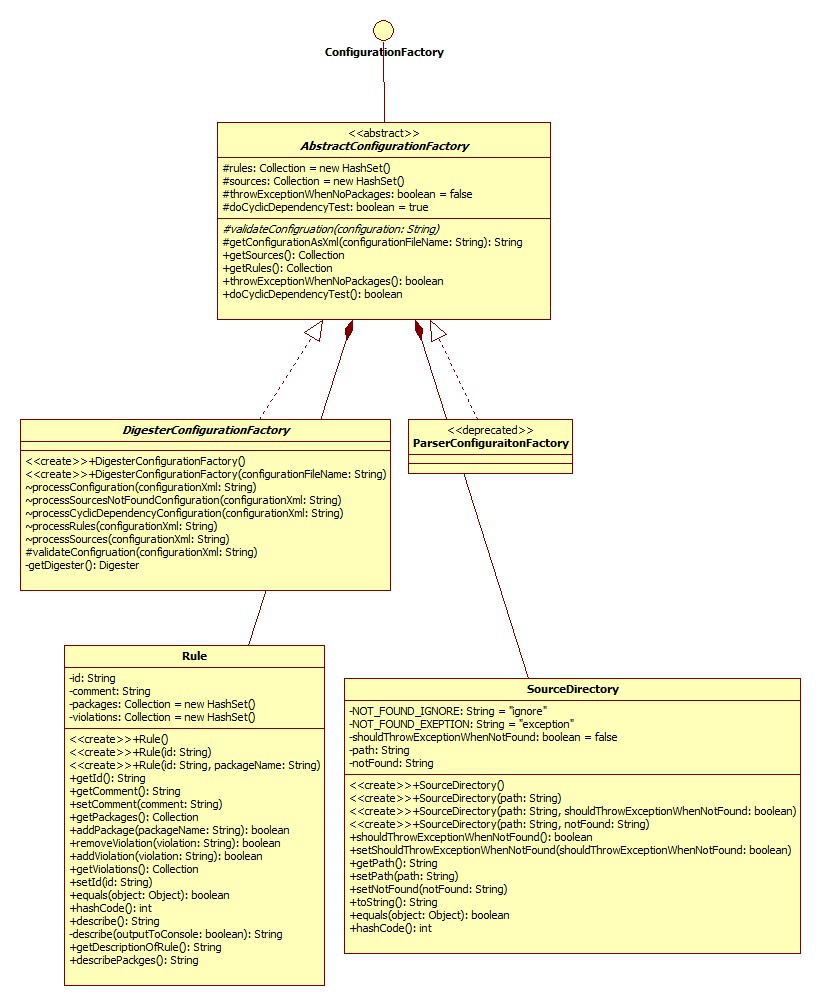 ConfigurationFactory
<<abstract>>
AbstractConfigurationFactory
#rules: Collection = new HashSet()
#sources: Collection = new HashSet()
#throwExceptionWhenNoPackages: boolean = false
#doCyclicDependencyTest: boolean = true
#validateConfigruation(configuration: String)
#getConfigurationAsXml(configurationFileName: String): String
+getSources(): Collection
+getRules(): Collection
+throwExceptionWhenNoPackages(): boolean
+doCyclicDependencyTest(): boolean
DigesterConfigurationFactory
<<create>>+DigesterConfigurationFactory()
<<create>>+DigesterConfigurationFactory(configurationFileName: String)
~processConfiguration(configurationXml: String)
~processSourcesNotFoundConfiguration(configurationXml: String)
~processCyclicDependencyConfiguration(configurationXml: String)
~processRules(configurationXml: String)
~processSources(configurationXml: String)
#validateConfigruation(configurationXml: String)
-getDigester(): Digester
<<deprecated>>
ParserConfiguraitonFactory
Rule
-id: String
-comment: String
-packages: Collection = new HashSet()
-violations: Collection = new HashSet()
<<create>>+Rule()
<<create>>+Rule(id: String)
<<create>>+Rule(id: String, packageName: String)
+getId(): String
+getComment(): String
+setComment(comment: String)
+getPackages(): Collection
+addPackage(packageName: String): boolean
+removeViolation(violation: String): boolean
+addViolation(violation: String): boolean
+getViolations(): Collection
+setId(id: String)
+equals(object: Object): boolean
+hashCode(): int
+describe(): String
-describe(outputToConsole: boolean): String
+getDescriptionOfRule(): String
+describePackges(): String
SourceDirectory
-NOT_FOUND_IGNORE: String = "ignore"
-NOT_FOUND_EXEPTION: String = "exception"
-shouldThrowExceptionWhenNotFound: boolean = false
-path: String
-notFound: String
<<create>>+SourceDirectory()
<<create>>+SourceDirectory(path: String)
<<create>>+SourceDirectory(path: String, shouldThrowExceptionWhenNotFound: boolean)
<<create>>+SourceDirectory(path: String, notFound: String)
+shouldThrowExceptionWhenNotFound(): boolean
+setShouldThrowExceptionWhenNotFound(shouldThrowExceptionWhenNotFound: boolean)
+getPath(): String
+setPath(path: String)
+setNotFound(notFound: String)
+toString(): String
+equals(object: Object): boolean
+hashCode(): int